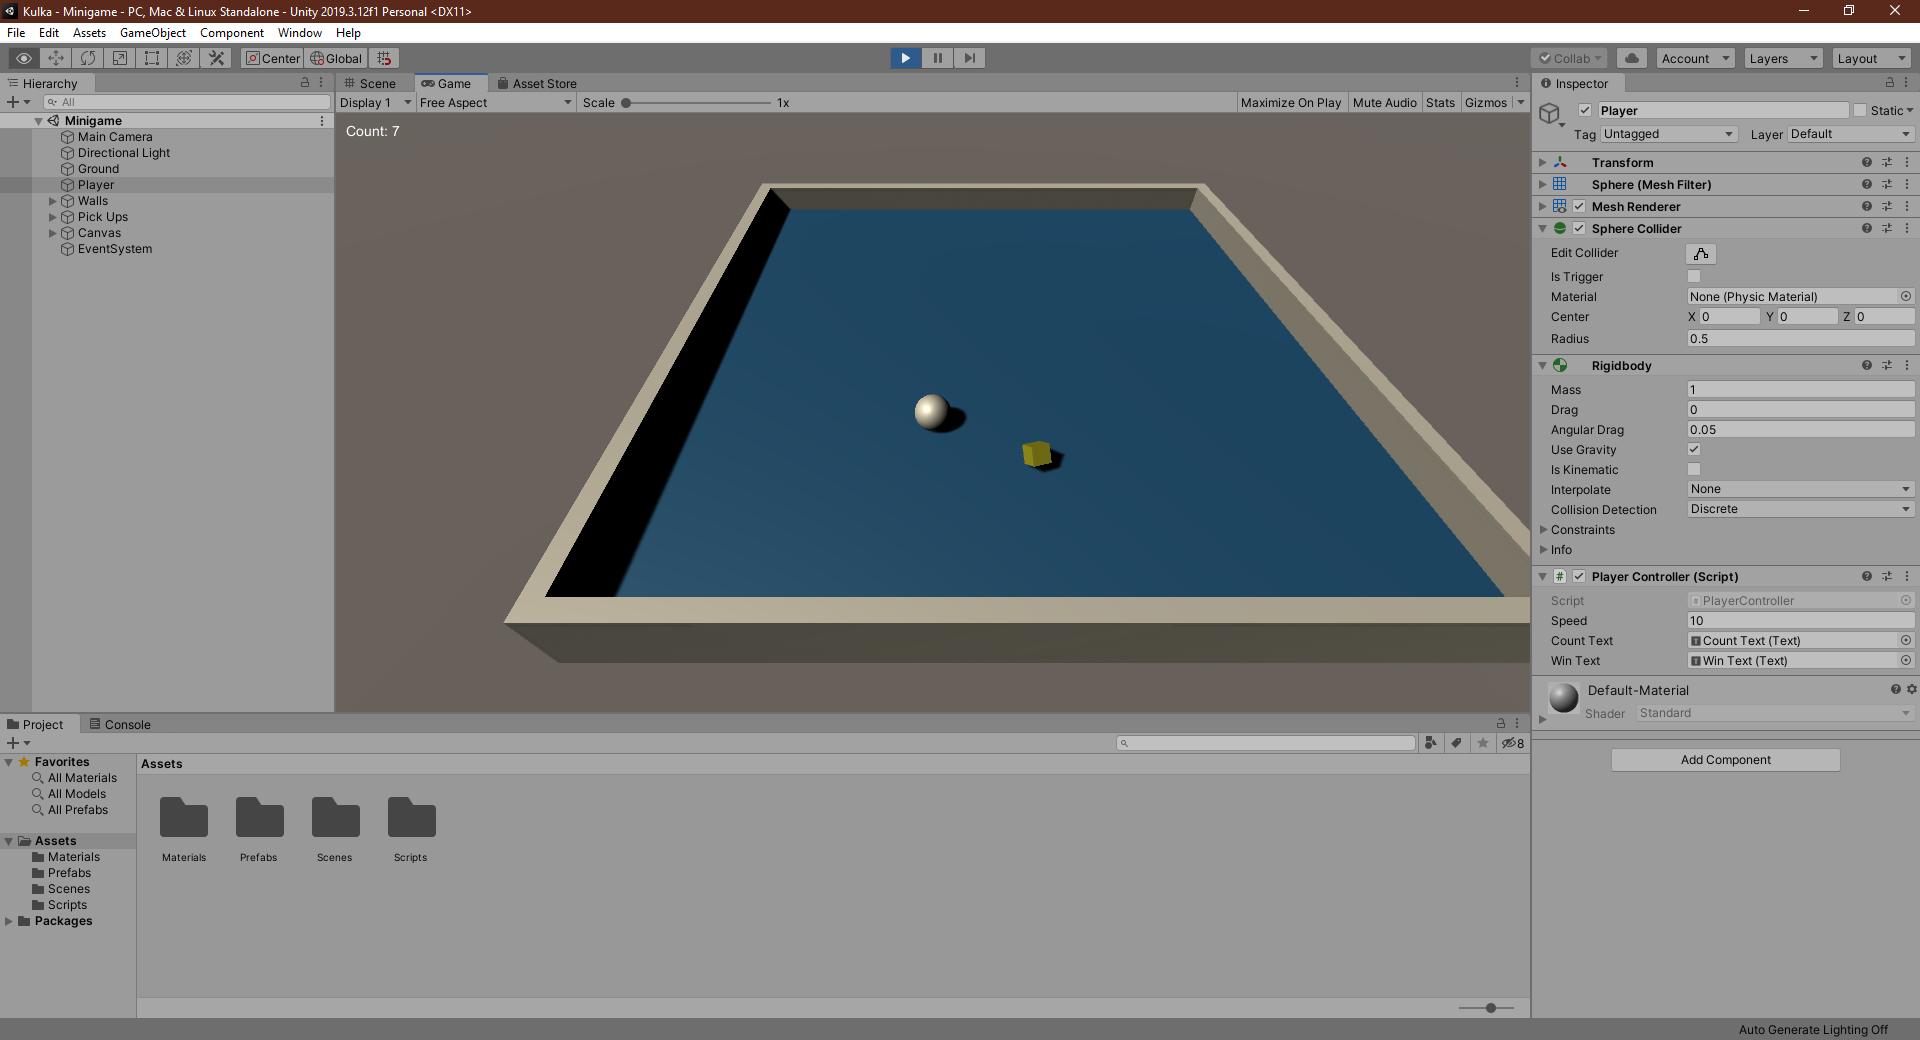 Kulka - Minigame - PC, Mac & Linux Standalone - Unity 2019.3.12f1 Personal <DX11>
File Edit Assets GameObject Component Window Help
Center Global Collab Account Layers Layout
Hierarchy
All
Minigame
Main Camera
Directional Light
Ground
Player
Walls
Pick Ups
Canvas
EventSystem
Scene Game Asset Store
Display 1 Free Aspect Scale 1x Maximize On Play Mute Audio Stats Gizmos
Count: 7
Inspector
Player Static
Tag Untagged Layer Default
Transform
Sphere (Mesh Filter)
Mesh Renderer
Sphere Collider
Edit Collider
Is Trigger
Material None (Physic Material)
Center X 0 Y 0 Z 0
Radius 0.5
Rigidbody
Mass 1
Drag 0
Angular Drag 0.05
Use Gravity
Is Kinematic
Interpolate None
Collision Detection Discrete
Constraints
Info
Player Controller (Script)
Script PlayerController
Speed 10
Count Text Count Text (Text)
Win Text Win Text (Text)
Default-Material
Shader Standard
Add Component
Project Console
8
Favorites
All Materials
All Models
All Prefabs
Assets
Materials
Prefabs
Scenes
Scripts
Packages
Assets
Materials Prefabs Scenes Scripts
Auto Generate Lighting Off